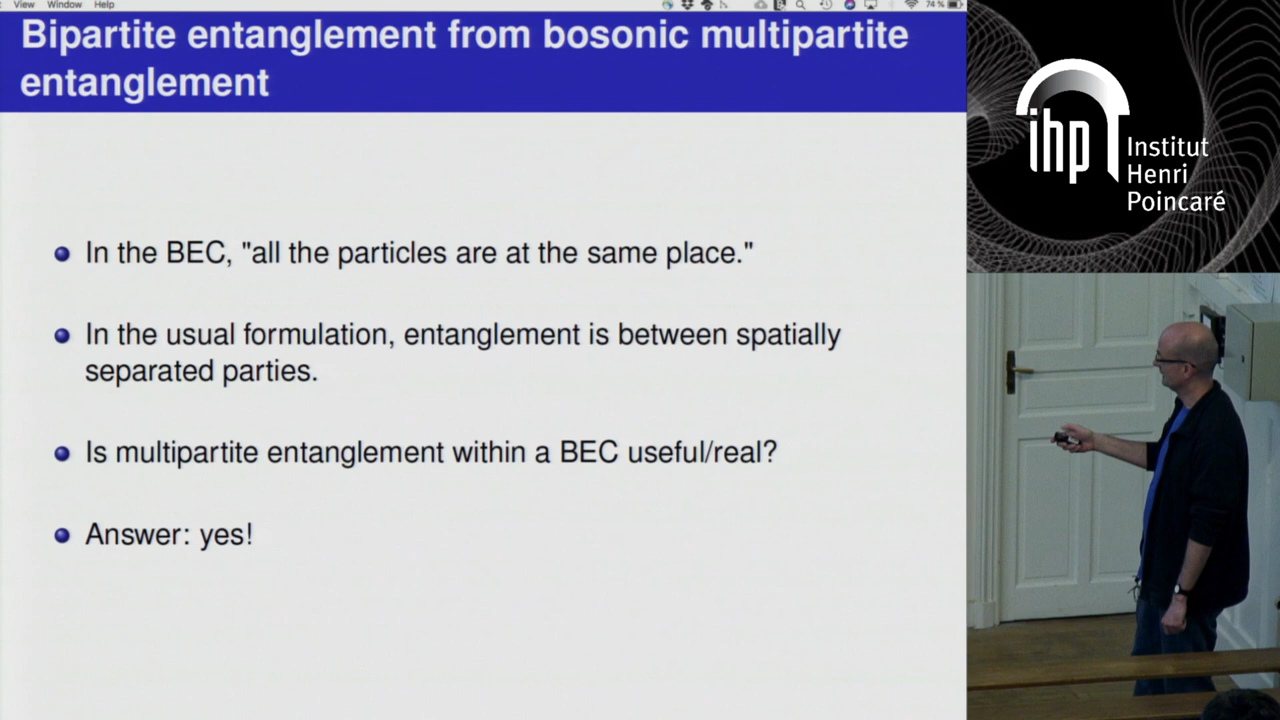 View Window Help 74 %
Bipartite entanglement from bosonic multipartite
entanglement
In the BEC, "all the particles are at the same place."
In the usual formulation, entanglement is between spatially
separated parties.
Is multipartite entanglement within a BEC useful/real?
Answer: yes!
ihp Institut
Henri
Poincaré